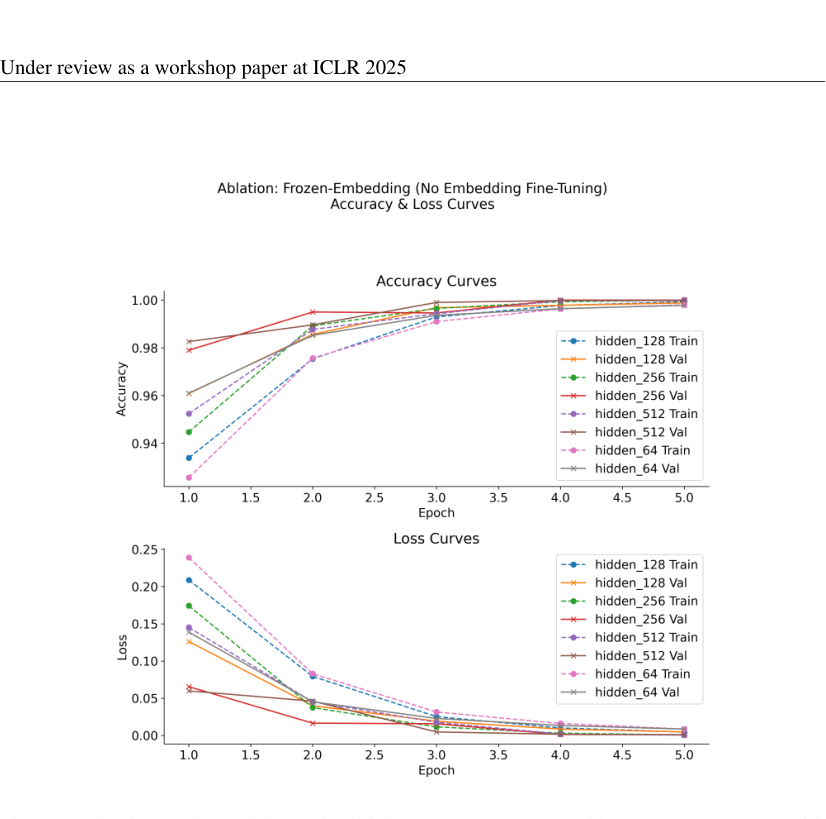 Under review as a workshop paper at ICLR 2025
Ablation: Frozen-Embedding (No Embedding Fine-Tuning)
Accuracy & Loss Curves
Accuracy Curves
1.00
0.98
0.96
0.94
Accuracy
hidden_128 Train
hidden_128 Val
hidden_256 Train
hidden_256 Val
hidden_512 Train
hidden_512 Val
hidden_64 Train
hidden_64 Val
1.0 1.5 2.0 2.5 3.0 3.5 4.0 4.5 5.0
Epoch
Loss Curves
0.25
0.20
0.15
0.10
0.05
0.00
Loss
hidden_128 Train
hidden_128 Val
hidden_256 Train
hidden_256 Val
hidden_512 Train
hidden_512 Val
hidden_64 Train
hidden_64 Val
1.0 1.5 2.0 2.5 3.0 3.5 4.0 4.5 5.0
Epoch